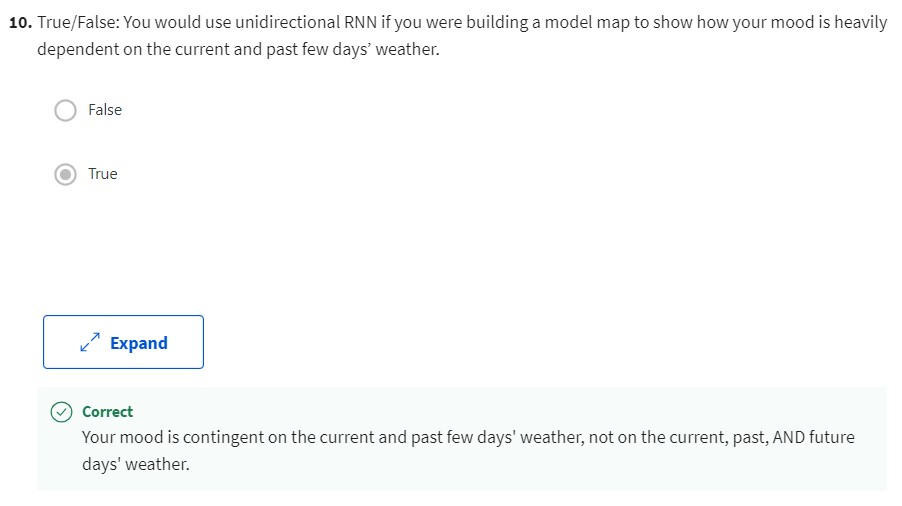 10. True/False: You would use unidirectional RNN if you were building a model map to show how your mood is heavily
dependent on the current and past few days’ weather.
False
True
Expand
Correct
Your mood is contingent on the current and past few days' weather, not on the current, past, AND future
days' weather.